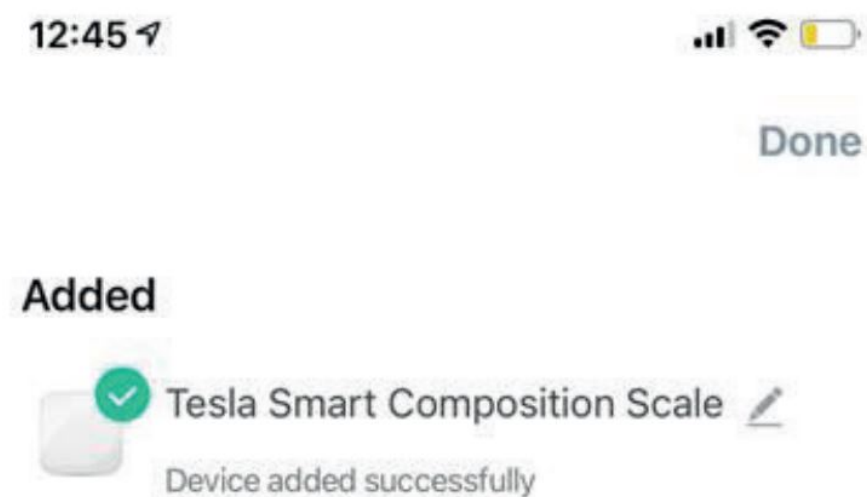 12:45
Done
Added
Tesla Smart Composition Scale
Device added successfully